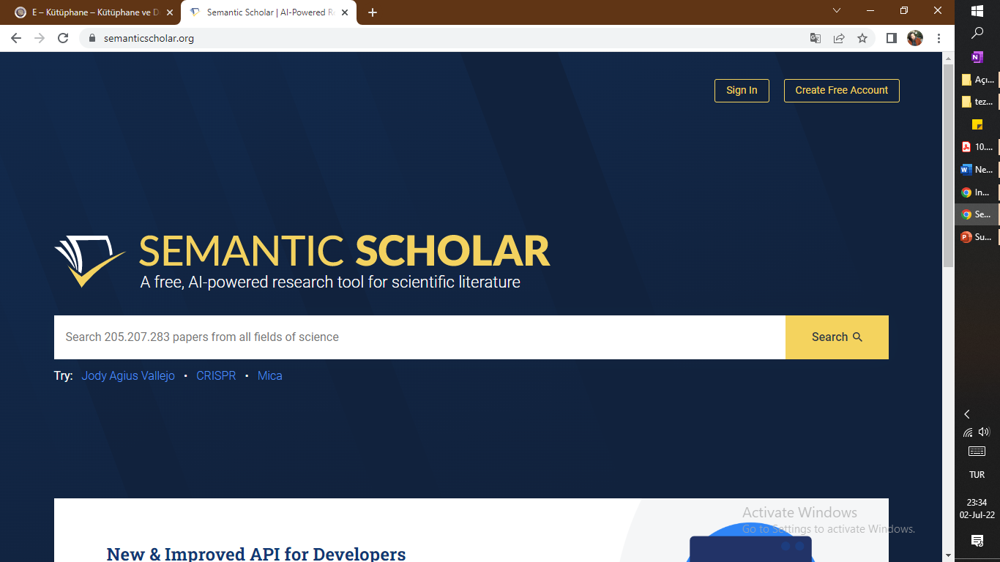 E – Kütüphane – Kütüphane ve D
Semantic Scholar | AI-Powered Re
semanticscholar.org
Sign In
Create Free Account
SEMANTIC SCHOLAR
A free, AI-powered research tool for scientific literature
Search 205.207.283 papers from all fields of science
Search
Try: Jody Agius Vallejo • CRISPR • Mica
New & Improved API for Developers
Activate Windows
Go to Settings to activate Windows.
N
Açı...
tez...
10....
W Ne...
In...
Se...
P Su...
TUR
23:34
02-Jul-22